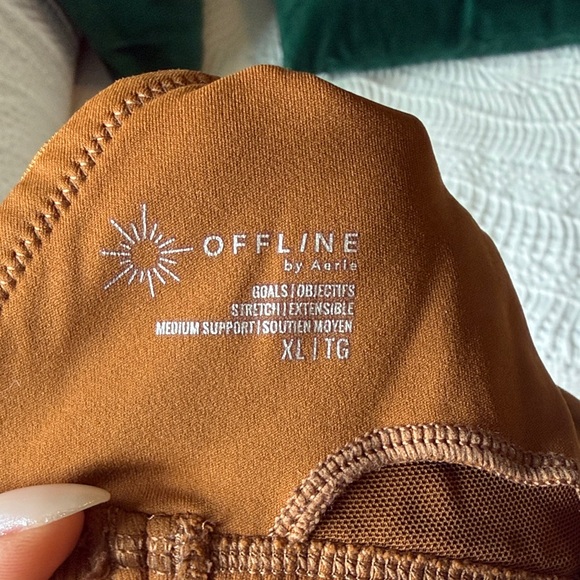 OFFLINE
by Aerie
GOALS | OBJECTIFS
STRETCH | EXTENSIBLE
MEDIUM SUPPORT | SOUTIEN MOYEN
XL | TG